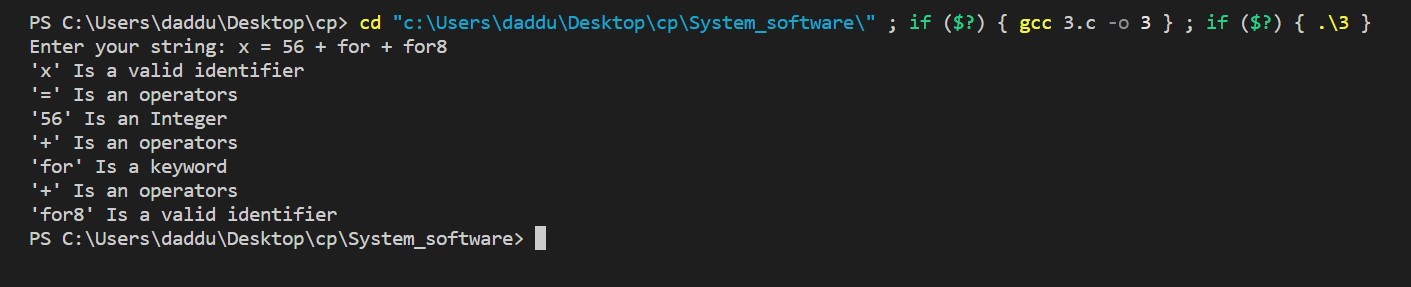 PS C:\Users\daddu\Desktop\cp> cd "c:\Users\daddu\Desktop\cp\System_software\" ; if ($?) { gcc 3.c -o 3 } ; if ($?) { .\3 }
Enter your string: x = 56 + for + for8
'x' Is a valid identifier
'=' Is an operators
'56' Is an Integer
'+' Is an operators
'for' Is a keyword
'+' Is an operators
'for8' Is a valid identifier
PS C:\Users\daddu\Desktop\cp\System_software>